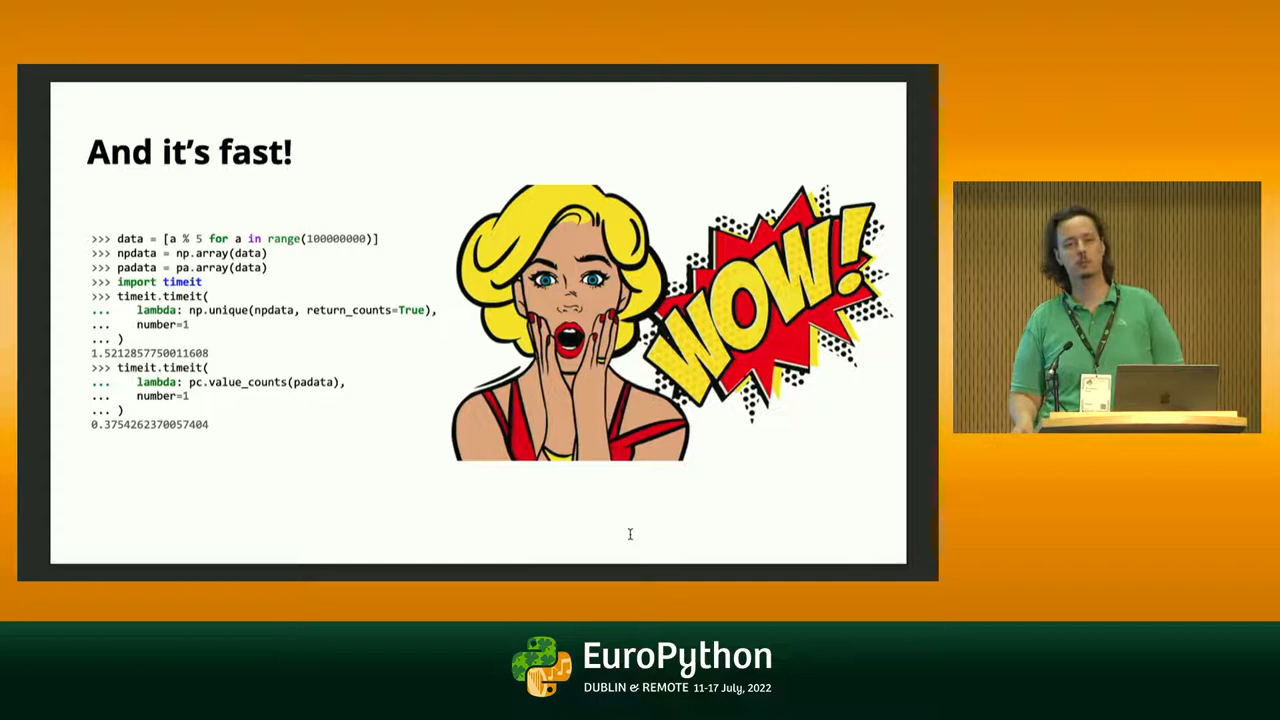 And it's fast!
>>> data = [a % 5 for a in range(100000000)]
>>> npdata = np.array(data)
>>> padata = pa.array(data)
>>> import timeit
>>> timeit.timeit(
...    lambda: np.unique(npdata, return_counts=True),
...    number=1
... )
1.5212857750011608
>>> timeit.timeit(
...    lambda: pc.value_counts(padata),
...    number=1
... )
0.3754262370057404
WOW!
EuroPython
DUBLIN & REMOTE 11-17 July, 2022